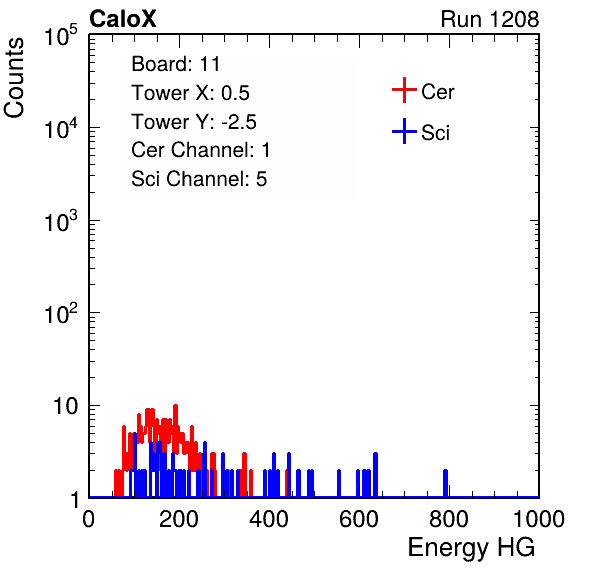 CaloX Run 1208
Counts
10^5
10^4
10^3
10^2
10
1
Board: 11
Tower X: 0.5
Tower Y: -2.5
Cer Channel: 1
Sci Channel: 5
Cer
Sci
0 200 400 600 800 1000
Energy HG